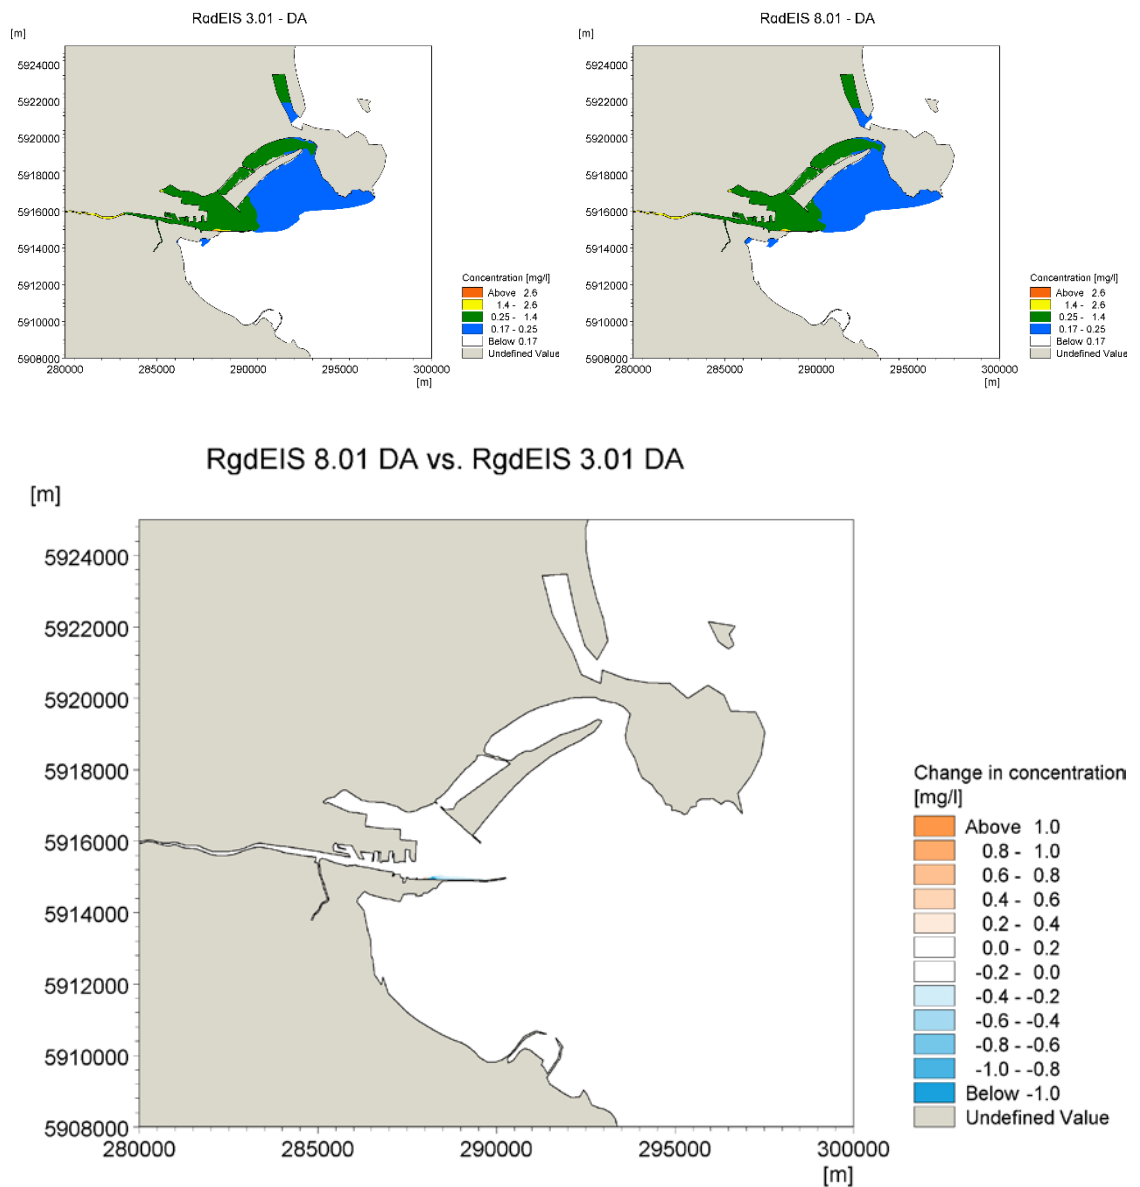 RgdEIS 3.01 - DA
[m]
5924000
5922000
5920000
5918000
5916000
5914000
5912000
5910000
5908000
280000 285000 290000 295000 300000
[m]
Concentration [mg/l]
Above 2.6
1.4 - 2.6
0.25 - 1.4
0.17 - 0.25
Below 0.17
Undefined Value
RgdEIS 8.01 - DA
[m]
5924000
5922000
5920000
5918000
5916000
5914000
5912000
5910000
5908000
280000 285000 290000 295000 300000
[m]
Concentration [mg/l]
Above 2.6
1.4 - 2.6
0.25 - 1.4
0.17 - 0.25
Below 0.17
Undefined Value
RgdEIS 8.01 DA vs. RgdEIS 3.01 DA
[m]
5924000
5922000
5920000
5918000
5916000
5914000
5912000
5910000
5908000
280000 285000 290000 295000 300000
[m]
Change in concentration
[mg/l]
Above 1.0
0.8 - 1.0
0.6 - 0.8
0.4 - 0.6
0.2 - 0.4
0.0 - 0.2
-0.2 - 0.0
-0.4 - -0.2
-0.6 - -0.4
-0.8 - -0.6
-1.0 - -0.8
Below -1.0
Undefined Value